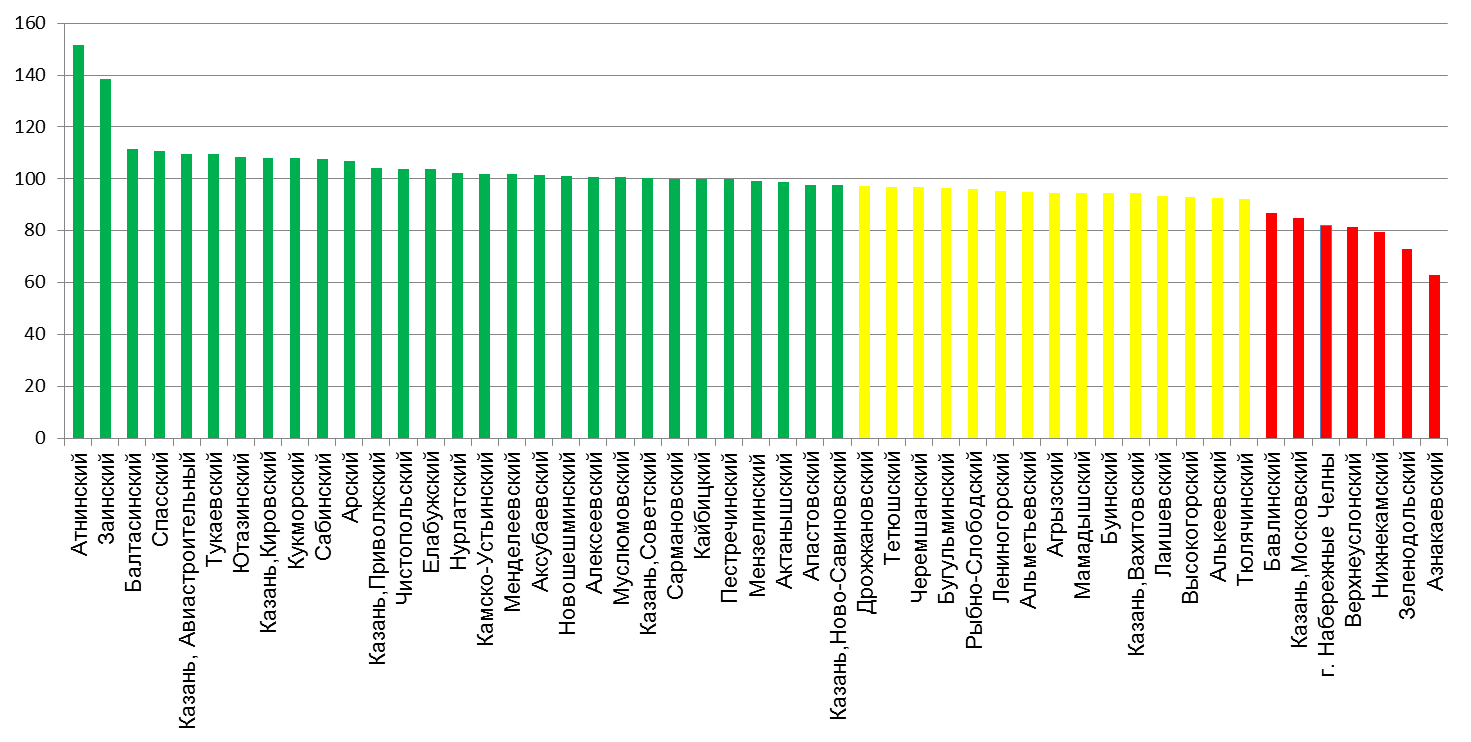 160
140
120
100
80
60
40
20
0
Атнинский
Заинский
Балтасинский
Спасский
Казань, Авиастроительный
Тукаевский
Ютазинский
Казань,Кировский
Кукморский
Сабинский
Арский
Казань,Приволжский
Чистопольский
Елабужский
Нурлатский
Камско-Устьинский
Менделеевский
Аксубаевский
Новошешминский
Алексеевский
Муслюмовский
Казань,Советский
Сармановский
Кайбицкий
Пестречинский
Мензелинский
Актанышский
Апастовский
Казань,Ново-Савиновский
Дрожжановский
Тетюшский
Черемшанский
Бугульминский
Рыбно-Слободский
Лениногорский
Альметьевский
Агрызский
Мамадышский
Буинский
Казань,Вахитовский
Лаишевский
Высокогорский
Алькеевский
Тюлячинский
Бавлинский
Казань,Московский
г. Набережные Челны
Верхнеуслонский
Нижнекамский
Зеленодольский
Азнакаевский